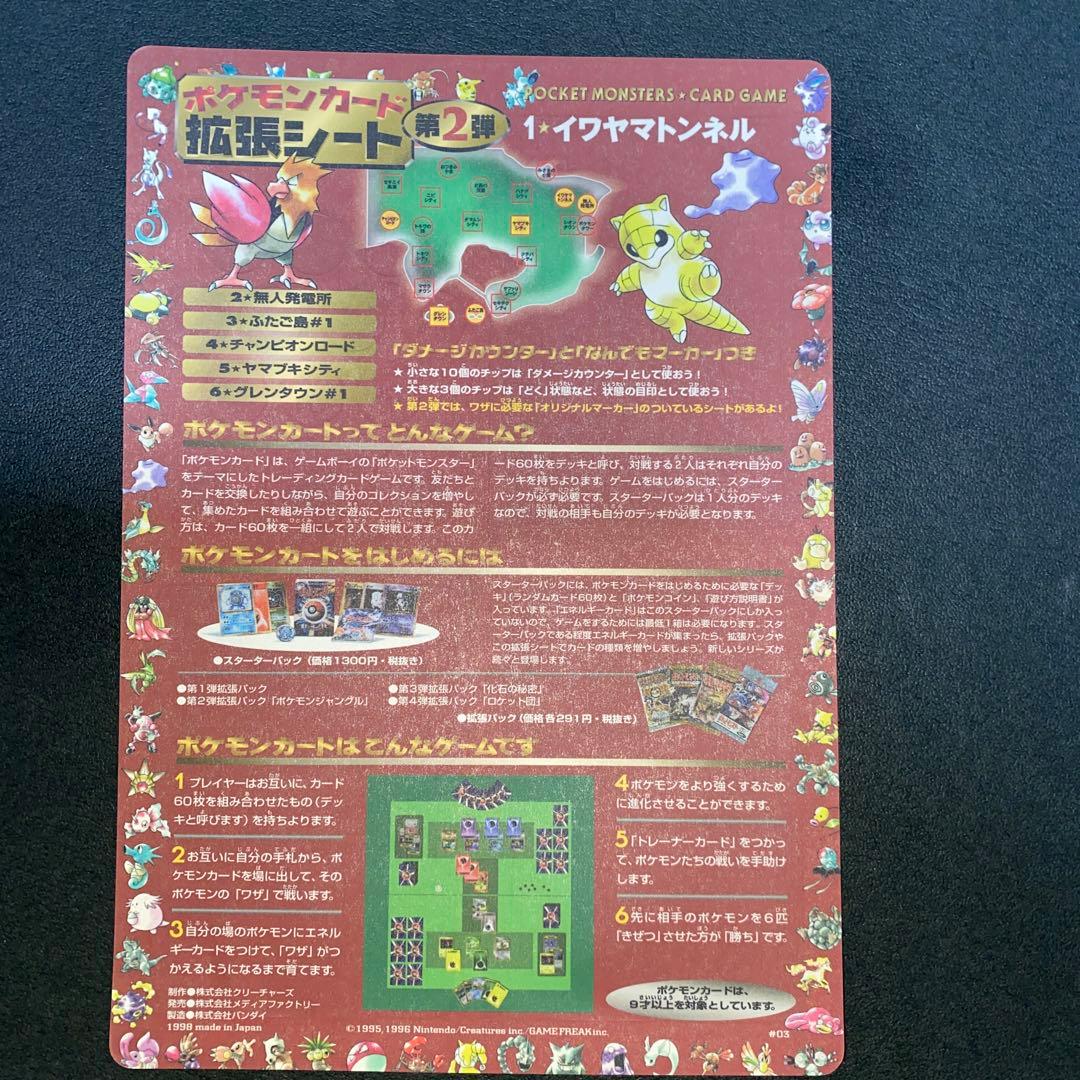 ポケモンカード
拡張シート
第2弾
POCKET MONSTERS★CARD GAME
1★イワヤマトンネル
2★無人発電所
3★ふたご島#1
4★チャンピオンロード
5★ヤマブキシティ
6★グレンタウン#1
「ダメージカウンター」と「なんでもマーカー」つき
★ 小さな10個のチップは「ダメージカウンター」として使おう!
★ 大きな3個のチップは「どく」状態など、状態の目印として使おう!
★ 第2弾では、ワザに必要な「オリジナルマーカー」のついているシートがあるよ!
ポケモンカードって どんなゲーム?
「ポケモンカード」は、ゲームボーイの「ポケットモンスター」
をテーマにしたトレーディングカードゲームです。友だちと
カードを交換したりしながら、自分のコレクションを増やし
て、集めたカードを組み合わせて遊ぶことができます。遊び
方は、カード60枚を一組にして2人で対戦します。このカ
ード60枚をデッキと呼び、対戦する2人はそれぞれ自分の
デッキを持ちよります。ゲームをはじめるには、スターター
パックが必ず必要です。スターターパックは1人分のデッキ
なので、対戦の相手も自分のデッキが必要となります。
ポケモンカードをはじめるには
スターターパックには、ポケモンカードをはじめるために必要な「デッ
キ」(ランダムカード60枚)と「ポケモンコイン」、「遊び方説明書」が
入っています。「エネルギーカード」はこのスターターパックにしか入っ
ていないので、ゲームをするためには最低1組は必要になります。スタ
ーターパックである程度エネルギーカードが集まったら、拡張パックや
この拡張シートでカードの種類を増やしましょう。新しいシリーズが
続々と登場します。
●スターターパック(価格1300円・税抜き)
●第1弾拡張パック
●第2弾拡張パック「ポケモンジャングル」
●第3弾拡張パック「化石の秘密」
●第4弾拡張パック「ロケット団」
●拡張パック(価格各291円・税抜き)
ポケモンカードはこんなゲームです
1 プレイヤーはお互いに、カード
60枚を組み合わせたもの(デッ
キと呼びます)を持ちよります。
2 お互いに自分の手札から、ポ
ケモンカードを場に出して、その
ポケモンの「ワザ」で戦います。
3 自分の場のポケモンにエネル
ギーカードをつけて、「ワザ」がつ
かえるようになるまで育てます。
4 ポケモンをより強くするため
に進化させることができます。
5「トレーナーカード」をつかっ
て、ポケモンたちの戦いを手助け
します。
6 先に相手のポケモンを6匹
「きぜつ」させた方が「勝ち」です。
ポケモンカードは、
9才以上を対象としています。
制作●株式会社クリーチャーズ
発売●株式会社メディアファクトリー
製造●株式会社バンダイ
1998 made in Japan
©1995,1996 Nintendo/Creatures inc./GAME FREAK inc.
#03